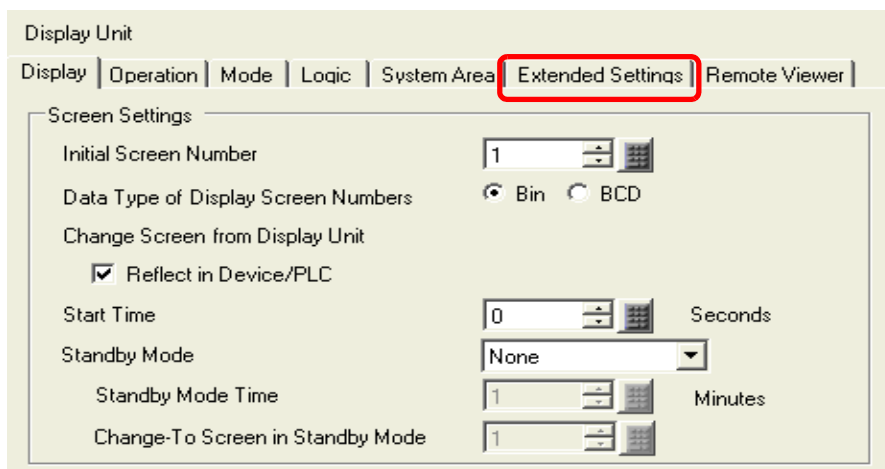 Display Unit
Display Operation Mode Logic System Area Extended Settings Remote Viewer
Screen Settings
Initial Screen Number 1
Data Type of Display Screen Numbers Bin BCD
Change Screen from Display Unit
Reflect in Device/PLC
Start Time 0 Seconds
Standby Mode None
Standby Mode Time 1 Minutes
Change-To Screen in Standby Mode 1